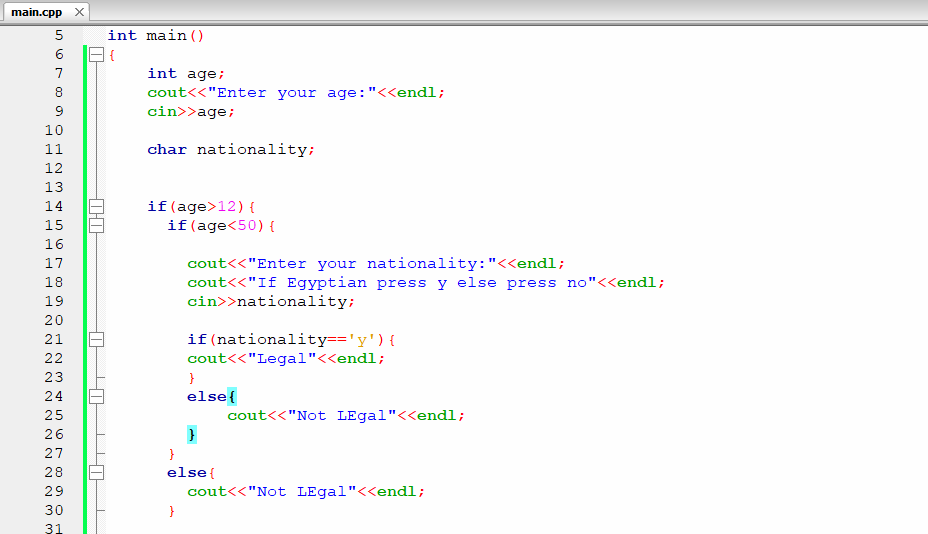 main.cpp
5 int main()
6 {
7 int age;
8 cout<<"Enter your age:"<<endl;
9 cin>>age;
10
11 char nationality;
12
13
14 if(age>12){
15 if(age<50){
16
17 cout<<"Enter your nationality:"<<endl;
18 cout<<"If Egyptian press y else press no"<<endl;
19 cin>>nationality;
20
21 if(nationality=='y'){
22 cout<<"Legal"<<endl;
23 }
24 else{
25 cout<<"Not LEgal"<<endl;
26 }
27 }
28 else{
29 cout<<"Not LEgal"<<endl;
30 }
31